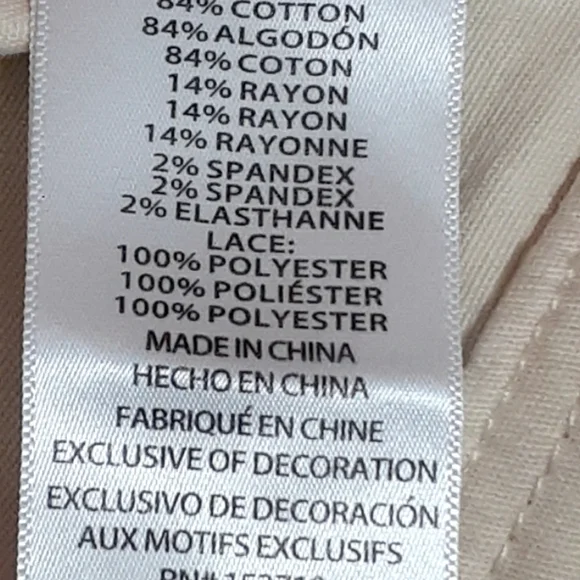 84% COTTON
84% ALGODÓN
84% COTON
14% RAYON
14% RAYON
14% RAYONNE
2% SPANDEX
2% SPANDEX
2% ELASTHANNE
LACE:
100% POLYESTER
100% POLIÉSTER
100% POLYESTER
MADE IN CHINA
HECHO EN CHINA
FABRIQUÉ EN CHINE
EXCLUSIVE OF DECORATION
EXCLUSIVO DE DECORACIÓN
AUX MOTIFS EXCLUSIFS